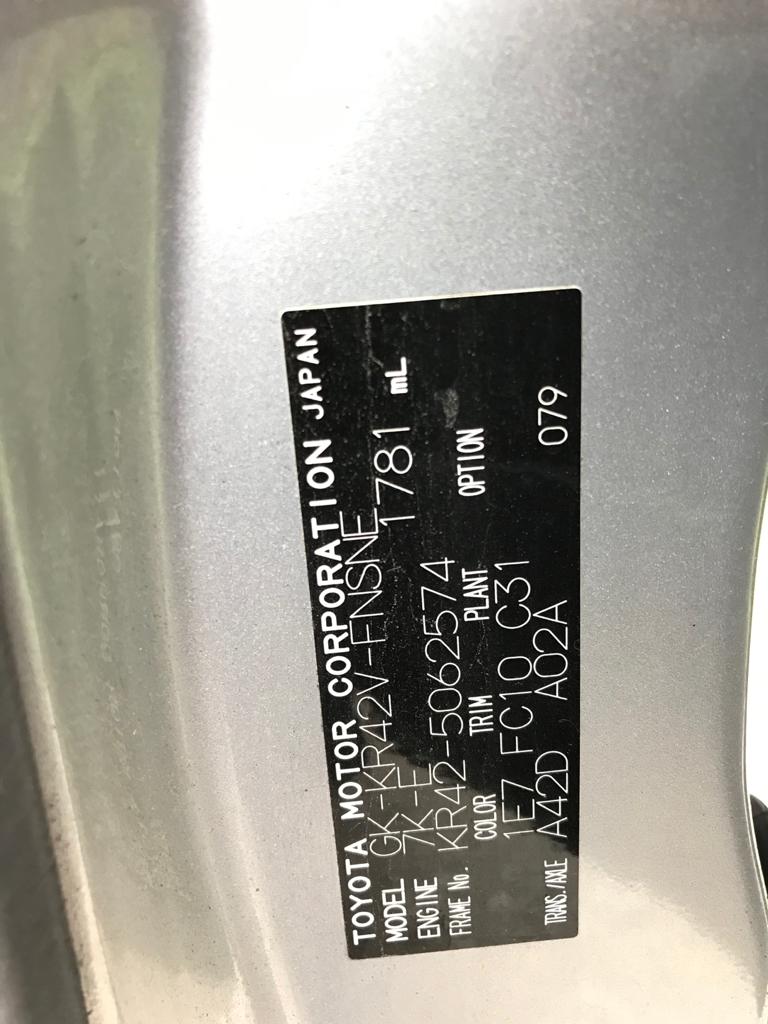 TOYOTA MOTOR CORPORATION JAPAN
MODEL GK-KR42V-FNSNE
ENGINE 7K-E 1781 mL
FRAME No. KR42-5062574
COLOR TRIM PLANT OPTION
1E7 FC10 C31
TRANS./AXLE A42D A02A 079